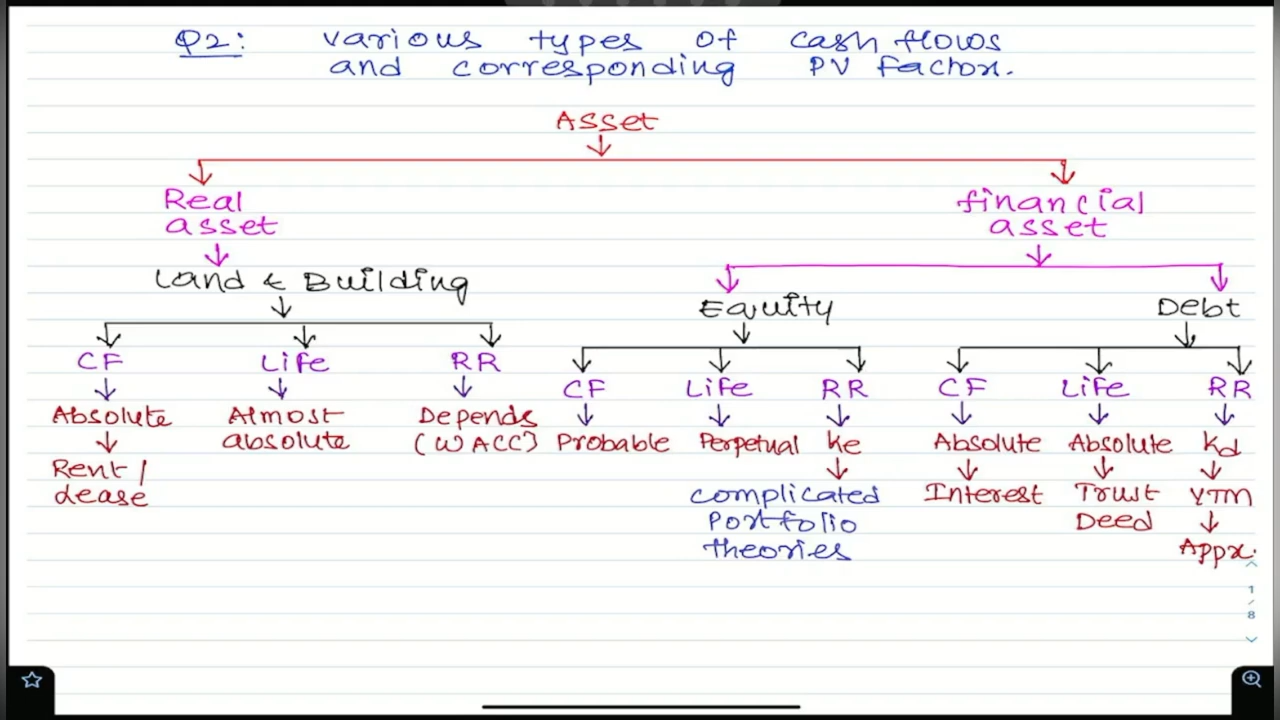 Q2: various types of cash flows
and corresponding PV factor.
Asset
Real
asset
financial
asset
Land & Building
Equity
Debt
CF
Life
RR
CF
Life
RR
CF
Life
RR
Absolute
Almost
absolute
Depends
(WACC)
Probable
Perpetual
ke
Absolute
Absolute
kd
Rent /
Lease
complicated
Portfolio
theories
Interest
Trust
Deed
YTM
Appx.
1
/
8